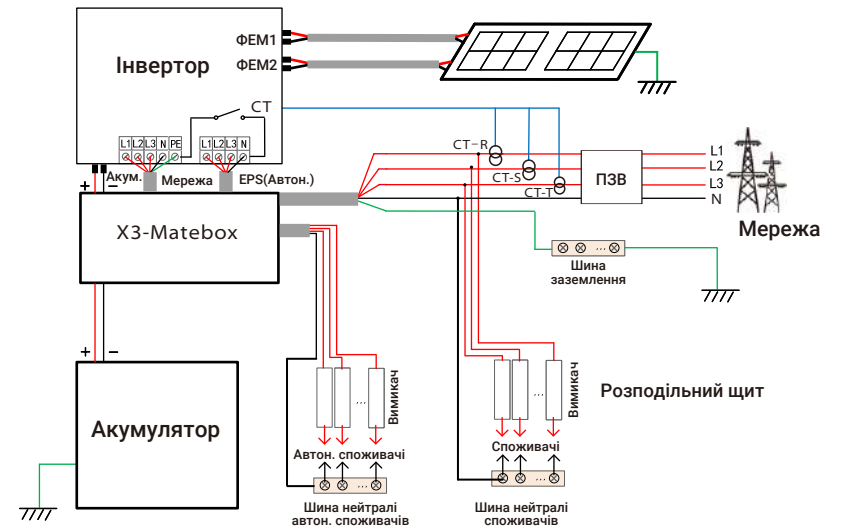 Інвертор
ФЕМ1
ФЕМ2
СТ
L1 L2 L3 N PE
L1 L2 L3 N
+ Акум. –
Мережа
EPS(Автон.)
X3-Matebox
CT-R
CT-S
CT-T
ПЗВ
L1
L2
L3
N
Мережа
Шина
заземлення
+ –
Акумулятор
...
Вимикач
Автон. споживачі
...
Шина нейтралі
автон. споживачів
...
Вимикач
Споживачі
...
Шина нейтралі
споживачів
Розподільний щит